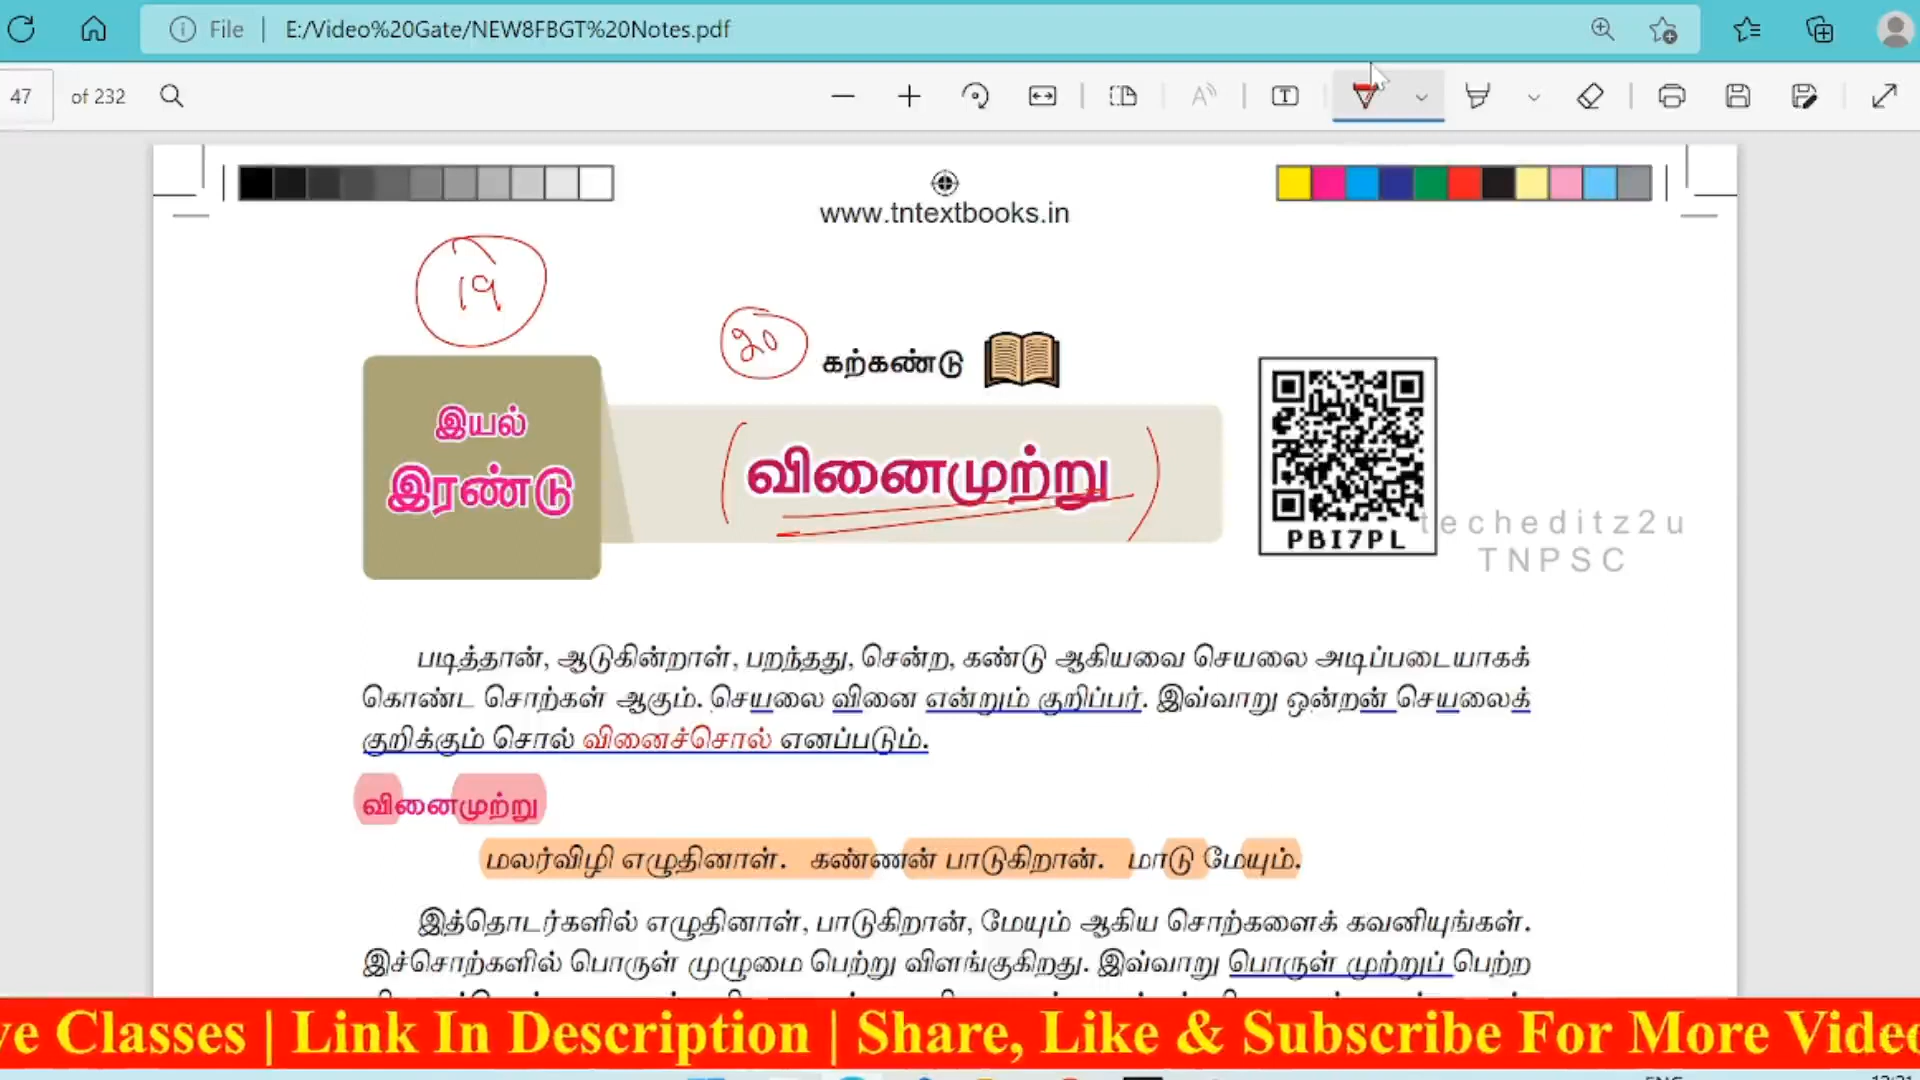 File | E:/Video%20Gate/NEW8FBGT%20Notes.pdf
47 of 232
www.tntextbooks.in
19
20
கற்கண்டு
இயல்
இரண்டு
வினைமுற்று
PBI7PL
techeditz2u
TNPSC
படித்தான், ஆடுகின்றாள், பறந்தது, சென்ற, கண்டு ஆகியவை செயலை அடிப்படையாகக்
கொண்ட சொற்கள் ஆகும். செயலை வினை என்றும் குறிப்பர். இவ்வாறு ஒன்றன் செயலைக்
குறிக்கும் சொல் வினைச்சொல் எனப்படும்.
வினைமுற்று
மலர்விழி எழுதினாள். கண்ணன் பாடுகிறான். மாடு மேயும்.
இத்தொடர்களில் எழுதினாள், பாடுகிறான், மேயும் ஆகிய சொற்களைக் கவனியுங்கள்.
இச்சொற்களில் பொருள் முழுமை பெற்று விளங்குகிறது. இவ்வாறு பொருள் முற்றுப் பெற்ற
ve Classes | Link In Description | Share, Like & Subscribe For More Video